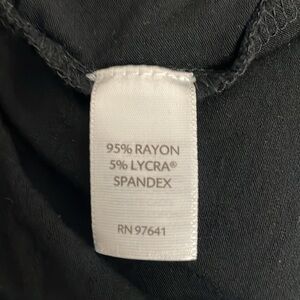 95% RAYON
5% LYCRA®
SPANDEX
RN 97641